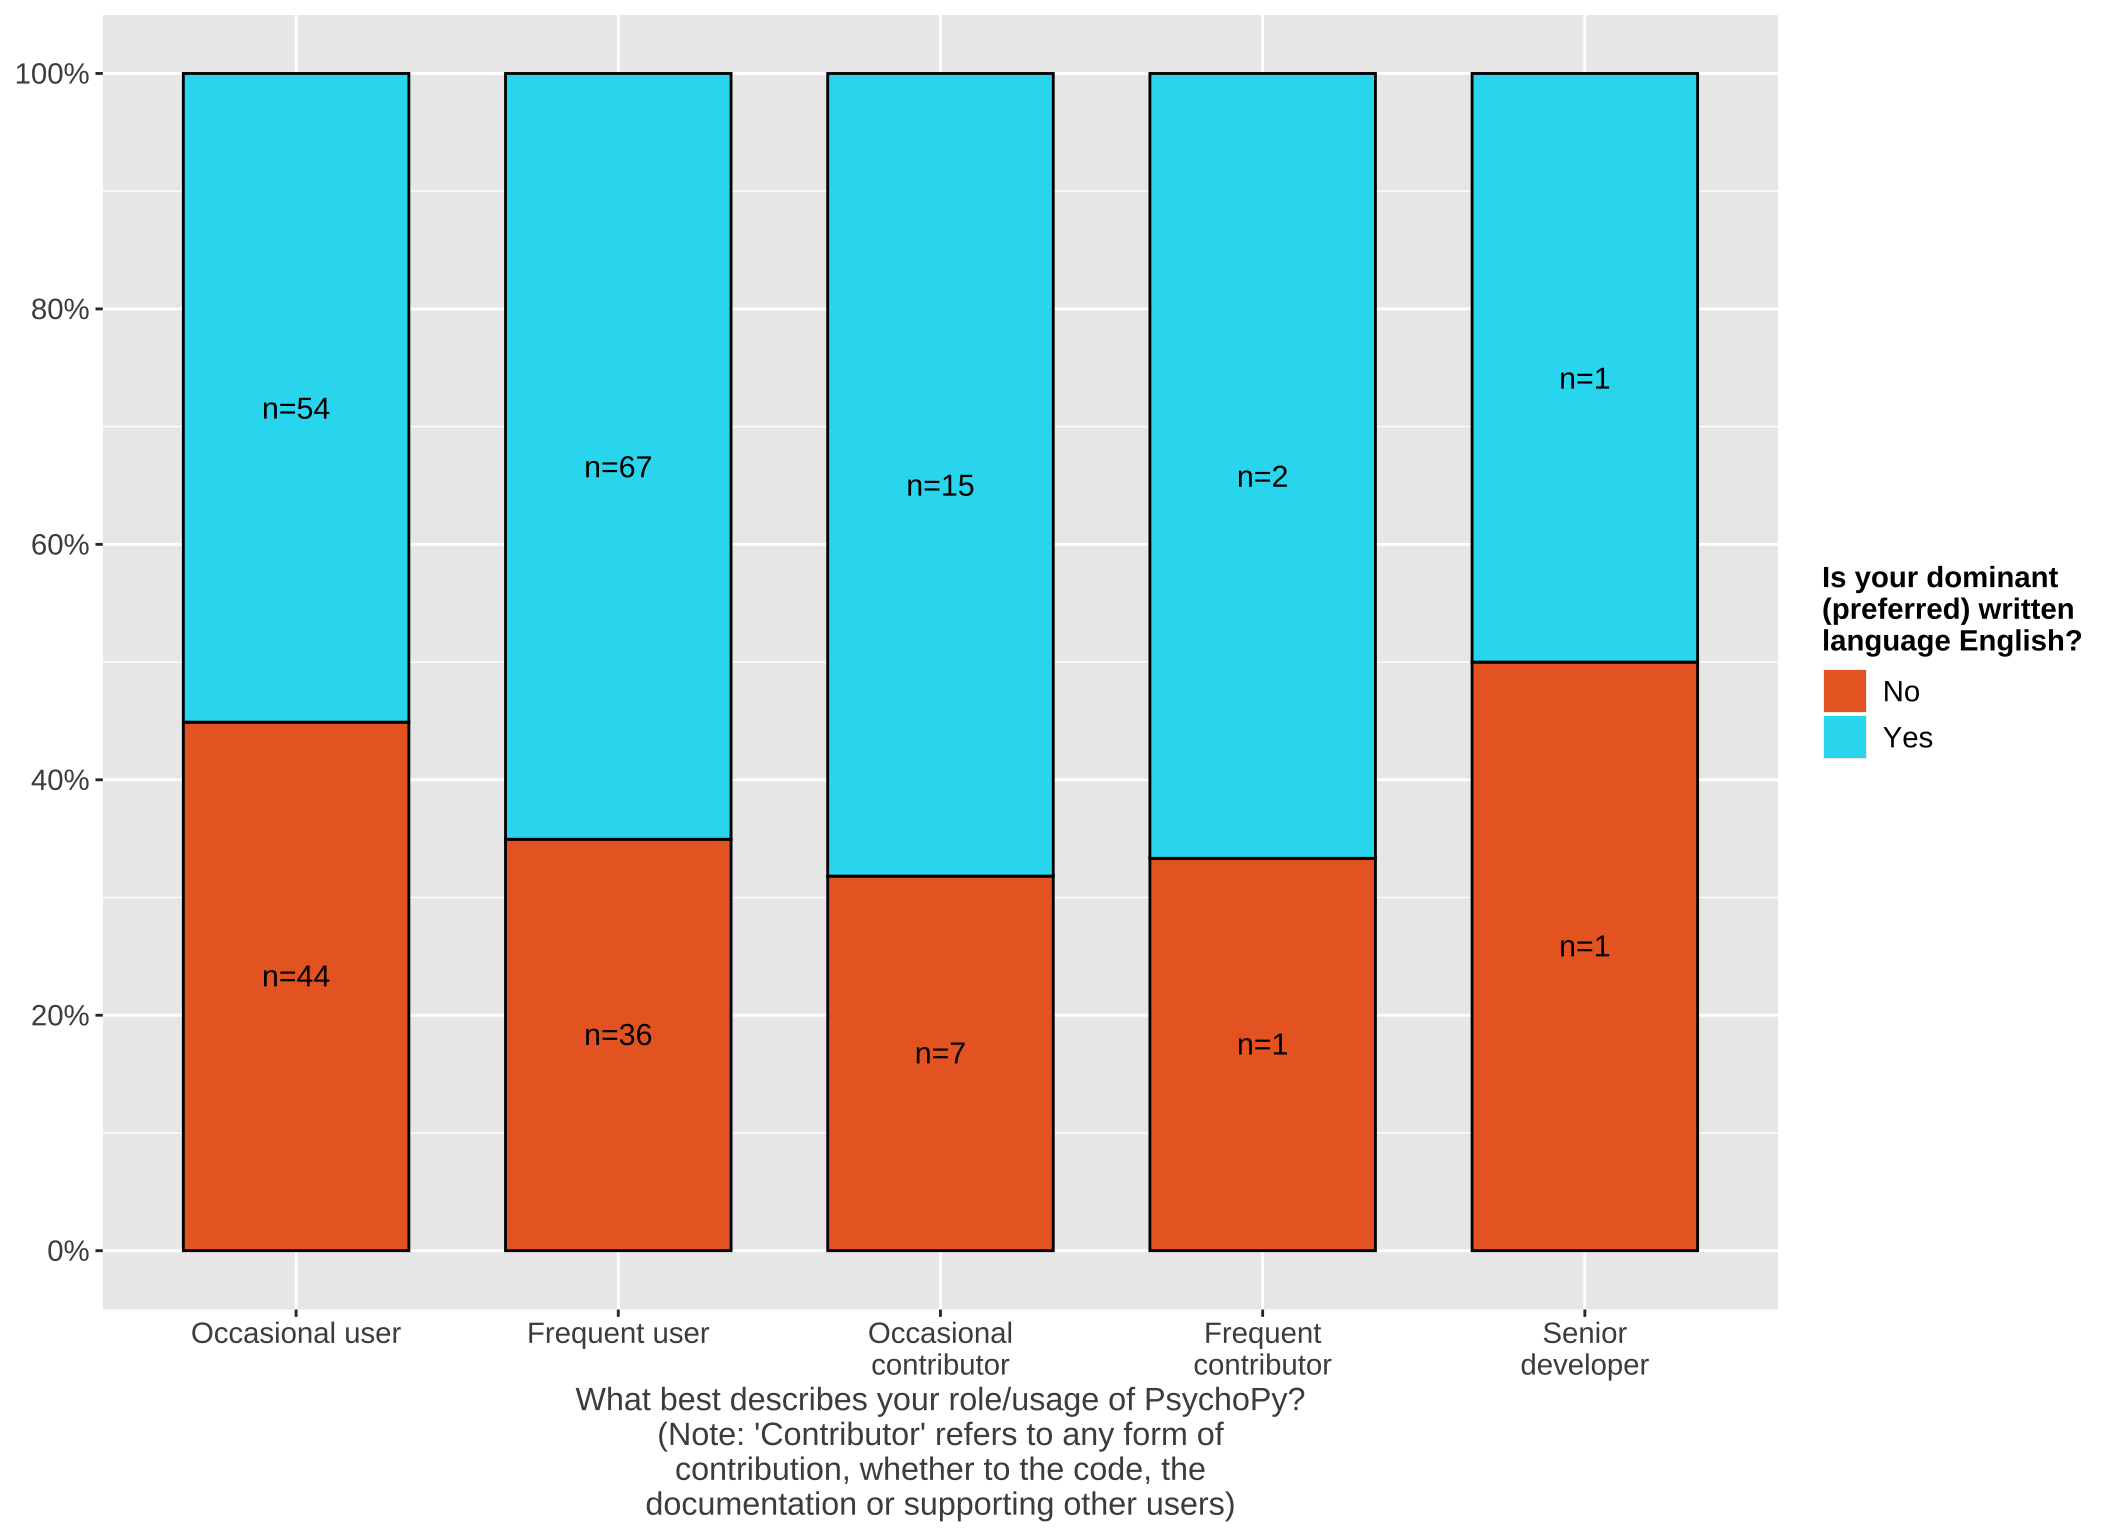 100%
80%
60%
40%
20%
0%
n=54
n=67
n=15
n=2
n=1
n=44
n=36
n=7
n=1
n=1
Occasional user
Frequent user
Occasional
contributor
Frequent
contributor
Senior
developer
What best describes your role/usage of PsychoPy?
(Note: 'Contributor' refers to any form of
contribution, whether to the code, the
documentation or supporting other users)
Is your dominant
(preferred) written
language English?
No
Yes